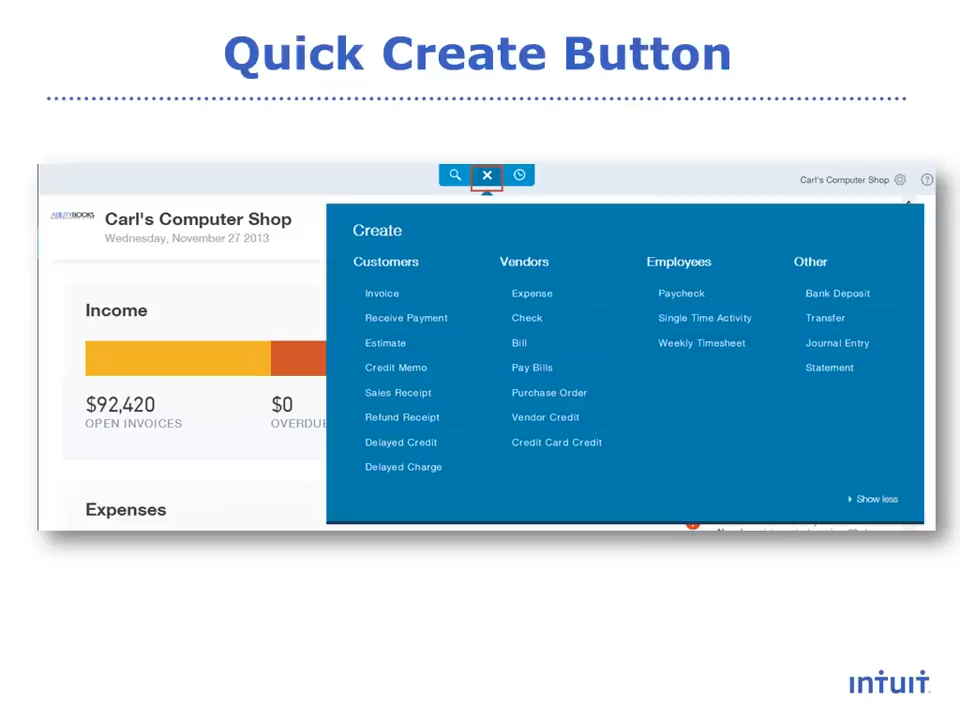 Quick Create Button
Carl's Computer Shop
ABILITYBOOKS
Carl's Computer Shop
Wednesday, November 27 2013
Income
$92,420
OPEN INVOICES
$0
OVERDUE
Expenses
Create
Customers
Invoice
Receive Payment
Estimate
Credit Memo
Sales Receipt
Refund Receipt
Delayed Credit
Delayed Charge
Vendors
Expense
Check
Bill
Pay Bills
Purchase Order
Vendor Credit
Credit Card Credit
Employees
Paycheck
Single Time Activity
Weekly Timesheet
Other
Bank Deposit
Transfer
Journal Entry
Statement
Show less
intuit